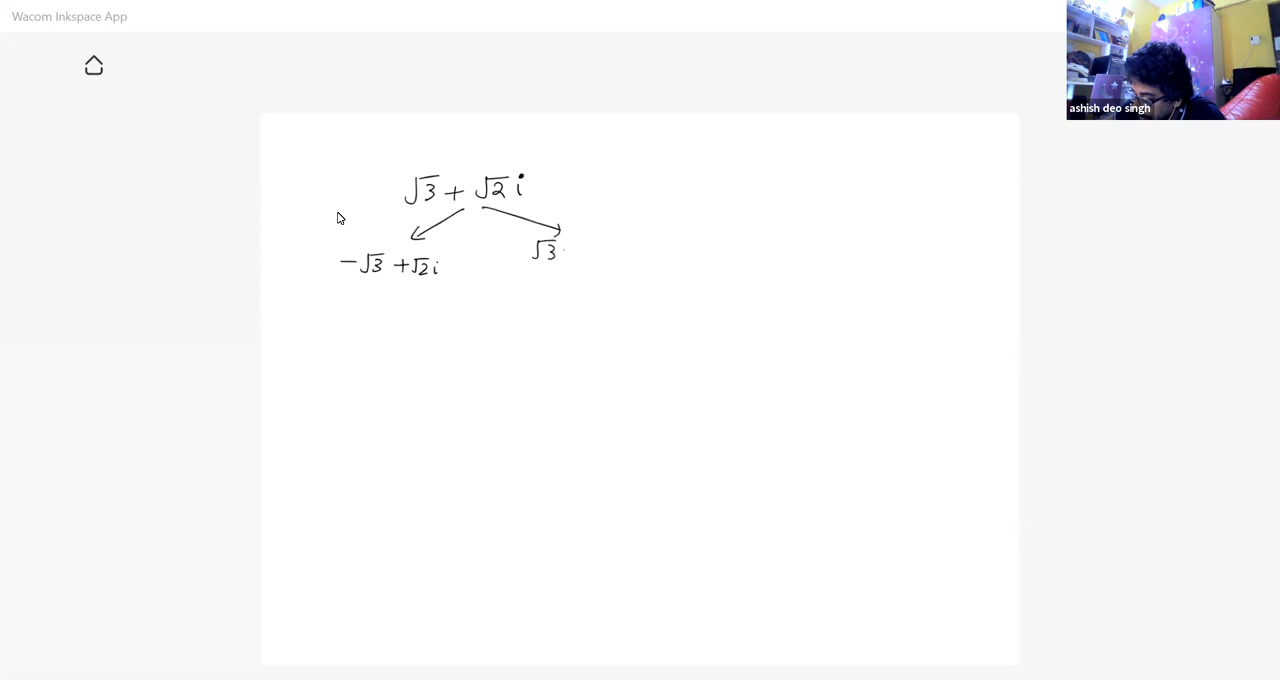 Wacom Inkspace App
ashish deo singh
√3 + √2 i
-√3 + √2 i
√3